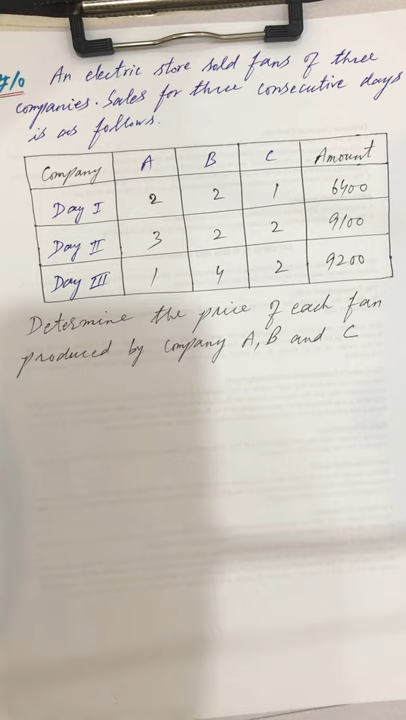 An electric store sold fans of three
companies. Sales for three consecutive days
is as follows.
Company A B C Amount
Day I 2 2 1 6400
Day II 3 2 2 9100
Day III 1 4 2 9200
Determine the price of each fan
produced by Company A, B and C